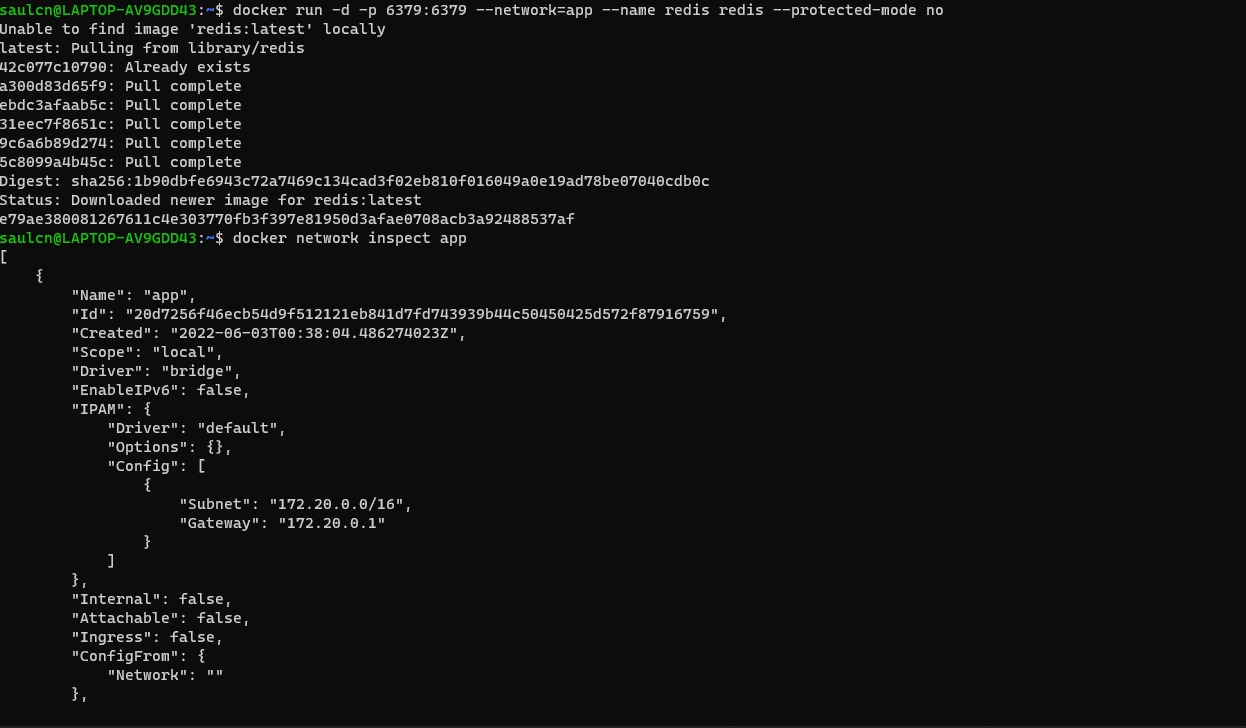 saulcn@LAPTOP-AV9GDD43:~$ docker run -d -p 6379:6379 --network=app --name redis redis --protected-mode no
Unable to find image 'redis:latest' locally
latest: Pulling from library/redis
42c077c10790: Already exists
a300d83d65f9: Pull complete
ebdc3afaab5c: Pull complete
31eec7f8651c: Pull complete
9c6a6b89d274: Pull complete
5c8099a4b45c: Pull complete
Digest: sha256:1b90dbfe6943c72a7469c134cad3f02eb810f016049a0e19ad78be07040cdb0c
Status: Downloaded newer image for redis:latest
e79ae380081267611c4e303770fb3f397e81950d3afae0708acb3a92488537af
saulcn@LAPTOP-AV9GDD43:~$ docker network inspect app
[
    {
        "Name": "app",
        "Id": "20d7256f46ecb54d9f512121eb841d7fd743939b44c50450425d572f87916759",
        "Created": "2022-06-03T00:38:04.486274023Z",
        "Scope": "local",
        "Driver": "bridge",
        "EnableIPv6": false,
        "IPAM": {
            "Driver": "default",
            "Options": {},
            "Config": [
                {
                    "Subnet": "172.20.0.0/16",
                    "Gateway": "172.20.0.1"
                }
            ]
        },
        "Internal": false,
        "Attachable": false,
        "Ingress": false,
        "ConfigFrom": {
            "Network": ""
        },